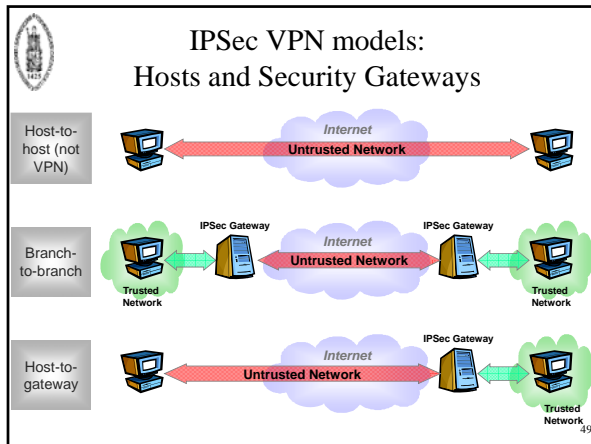 IPSec VPN models:
Hosts and Security Gateways
1425
Host-to-
host (not
VPN)
Internet
Untrusted Network
Branch-
to-branch
IPSec Gateway
Internet
IPSec Gateway
Untrusted Network
Trusted
Network
Trusted
Network
Host-to-
gateway
Internet
IPSec Gateway
Untrusted Network
Trusted
Network
49